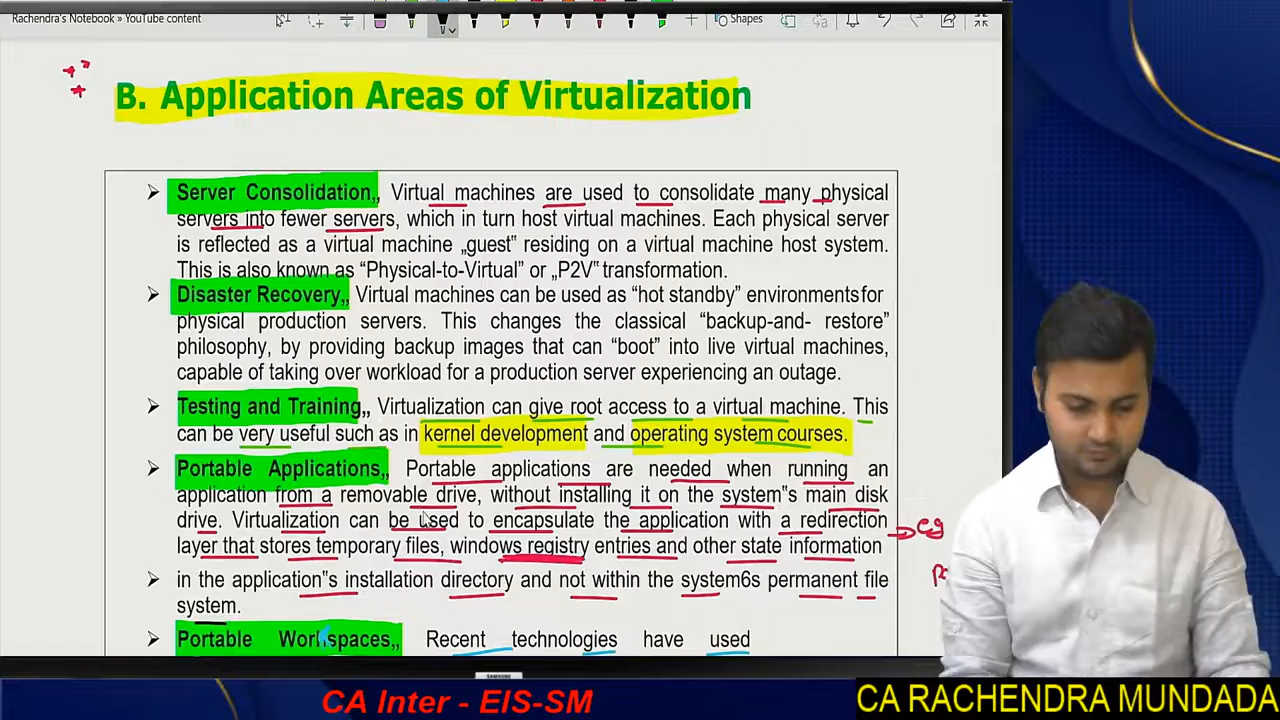 Rachendra's Notebook » YouTube content
Shapes
B. Application Areas of Virtualization
Server Consolidation„ Virtual machines are used to consolidate many physical
servers into fewer servers, which in turn host virtual machines. Each physical server
is reflected as a virtual machine „guest" residing on a virtual machine host system.
This is also known as “Physical-to-Virtual” or „P2V" transformation.
Disaster Recovery„ Virtual machines can be used as “hot standby” environments for
physical production servers. This changes the classical “backup-and- restore”
philosophy, by providing backup images that can “boot” into live virtual machines,
capable of taking over workload for a production server experiencing an outage.
Testing and Training„ Virtualization can give root access to a virtual machine. This
can be very useful such as in kernel development and operating system courses.
Portable Applications„ Portable applications are needed when running an
application from a removable drive, without installing it on the system"s main disk
drive. Virtualization can be used to encapsulate the application with a redirection
eg
layer that stores temporary files, windows registry entries and other state information
in the application"s installation directory and not within the system6s permanent file
system.
Portable Workspaces„ Recent technologies have used
SAMSUNG
CA Inter - EIS-SM
CA RACHENDRA MUNDADA